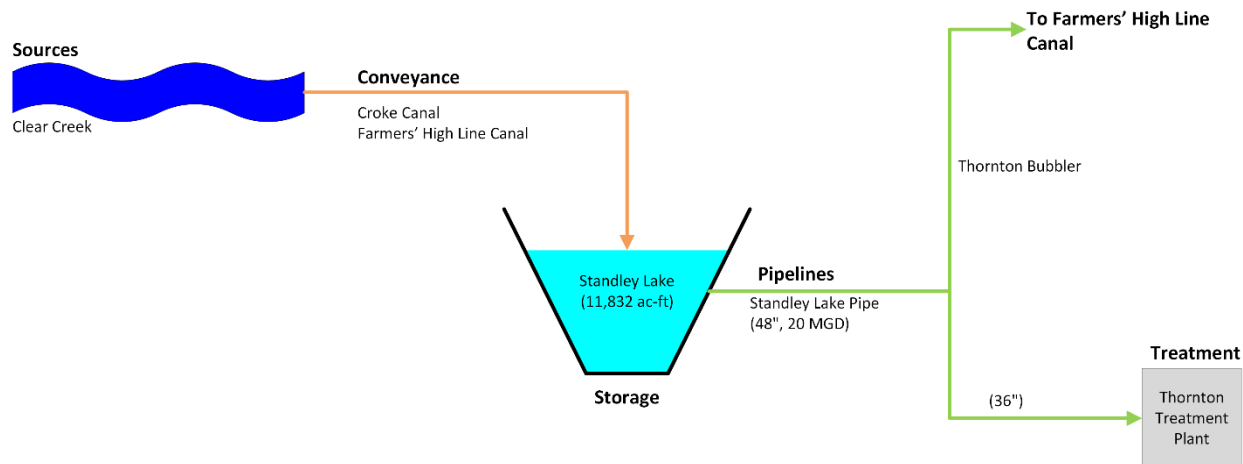 Sources
Clear Creek
Conveyance
Croke Canal
Farmers' High Line Canal
To Farmers' High Line
Canal
Thornton Bubbler
Standley Lake
(11,832 ac-ft)
Storage
Pipelines
Standley Lake Pipe
(48", 20 MGD)
(36")
Treatment
Thornton
Treatment
Plant